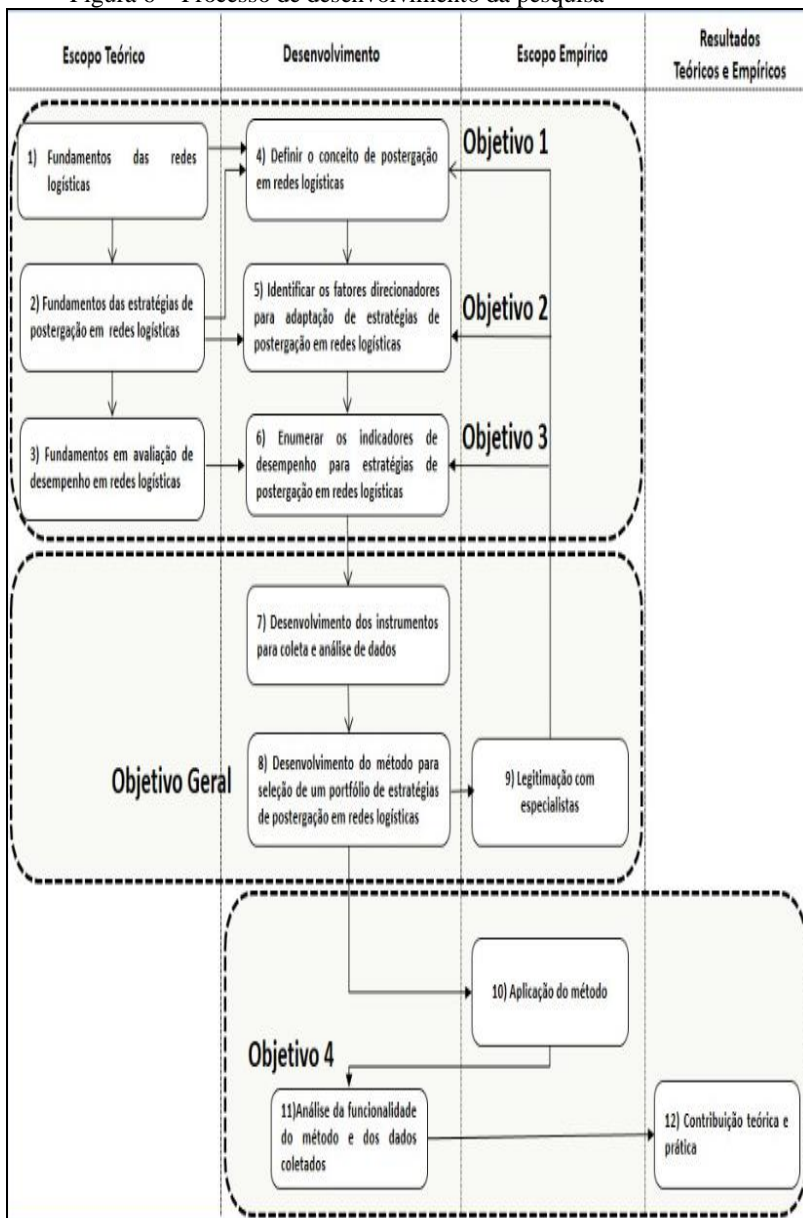 Figura 6 – Processo de desenvolvimento da pesquisa
Escopo Teórico
Desenvolvimento
Escopo Empírico
Resultados
Teóricos e Empíricos
1) Fundamentos das redes
logísticas
4) Definir o conceito de postergação
em redes logísticas
Objetivo 1
2) Fundamentos das estratégias de
postergação em redes logísticas
5) Identificar os fatores direcionadores
para adaptação de estratégias de
postergação em redes logísticas
Objetivo 2
3) Fundamentos em avaliação de
desempenho em redes logísticas
6) Enumerar os indicadores de
desempenho para estratégias de
postergação em redes logísticas
Objetivo 3
7) Desenvolvimento dos instrumentos
para coleta e análise de dados
Objetivo Geral
8) Desenvolvimento do método para
seleção de um portfólio de estratégias
de postergação em redes logísticas
9) Legitimação com
especialistas
10) Aplicação do método
Objetivo 4
11)Análise da funcionalidade
do método e dos dados
coletados
12) Contribuição teórica e
prática